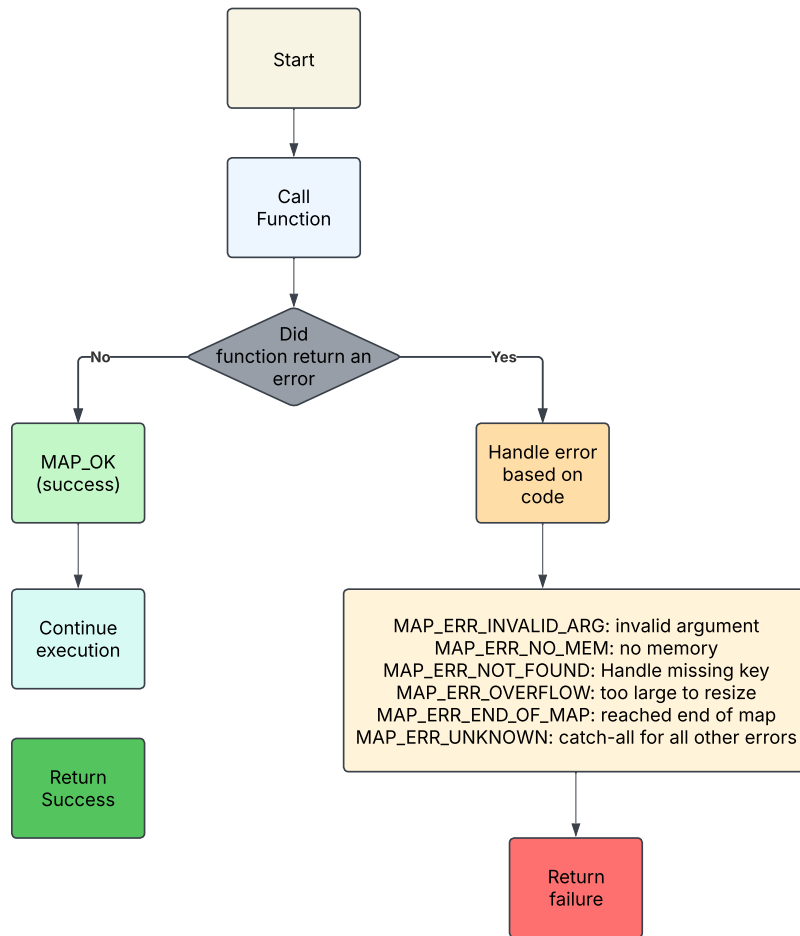 Start
Call
Function
Did
function return an
error
No
Yes
MAP_OK
(success)
Handle error
based on
code
Continue
execution
MAP_ERR_INVALID_ARG: invalid argument
MAP_ERR_NO_MEM: no memory
MAP_ERR_NOT_FOUND: Handle missing key
MAP_ERR_OVERFLOW: too large to resize
MAP_ERR_END_OF_MAP: reached end of map
MAP_ERR_UNKNOWN: catch-all for all other errors
Return
Success
Return
failure